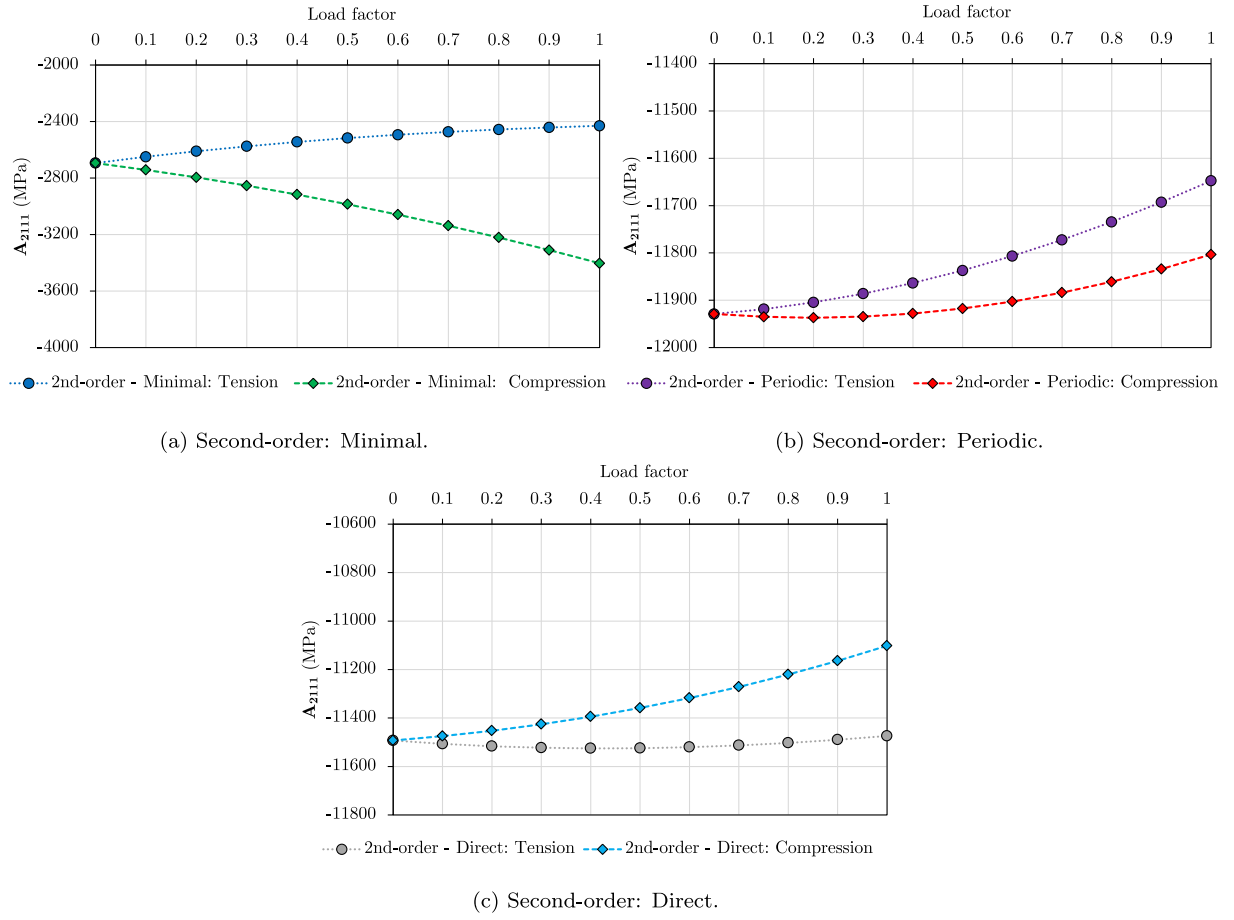 Load factor
0 0.1 0.2 0.3 0.4 0.5 0.6 0.7 0.8 0.9 1
-2000
-2400
-2800
-3200
-3600
-4000
A2111 (MPa)
2nd-order - Minimal: Tension 2nd-order - Minimal: Compression
(a) Second-order: Minimal.
Load factor
0 0.1 0.2 0.3 0.4 0.5 0.6 0.7 0.8 0.9 1
-11400
-11500
-11600
-11700
-11800
-11900
-12000
A2111 (MPa)
2nd-order - Periodic: Tension 2nd-order - Periodic: Compression
(b) Second-order: Periodic.
Load factor
0 0.1 0.2 0.3 0.4 0.5 0.6 0.7 0.8 0.9 1
-10600
-10800
-11000
-11200
-11400
-11600
-11800
A2111 (MPa)
2nd-order - Direct: Tension 2nd-order - Direct: Compression
(c) Second-order: Direct.